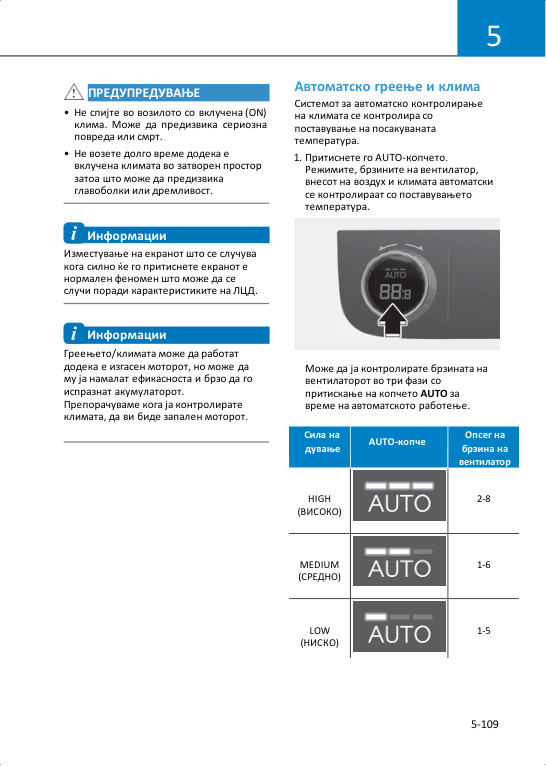 5
ПРЕДУПРЕДУВАЊЕ
• Не спијте во возилото со вклучена (ON)
клима. Може да предизвика сериозна
повреда или смрт.
• Не возете долго време додека е
вклучена климата во затворен простор
затоа што може да предизвика
главоболки или дремливост.
i Информации
Изместување на екранот што се случува
кога силно ќе го притиснете екранот е
нормален феномен што може да се
случи поради карактеристиките на ЛЦД.
i Информации
Греењето/климата може да работат
додека е изгасен моторот, но може да
му ја намалат ефикасноста и брзо да го
испразнат акумулаторот.
Препорачуваме кога ја контролирате
климата, да ви биде запален моторот.
Автоматско греење и клима
Системот за автоматско контролирање
на климата се контролира со
поставување на посакуваната
температура.
1. Притиснете го AUTO-копчето.
Режимите, брзините на вентилатор,
внесот на воздух и климата автоматски
се контролираат со поставувањето
температура.
AUTO
88:8
Може да ја контролирате брзината на
вентилаторот во три фази со
притискање на копчето AUTO за
време на автоматското работење.
Сила на
дување
AUTO-копче
Опсег на
брзина на
вентилатор
HIGH
(ВИСОКО)
AUTO
2-8
MEDIUM
(СРЕДНО)
AUTO
1-6
LOW
(НИСКО)
AUTO
1-5
5-109